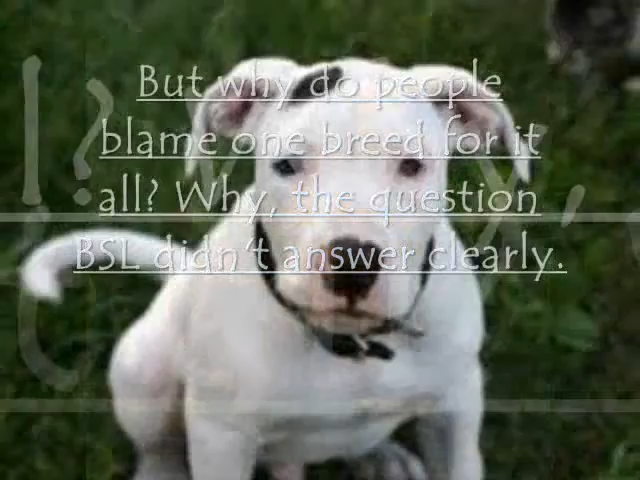 But why do people
blame one breed for it
all? Why, the question
BSL didn't answer clearly.